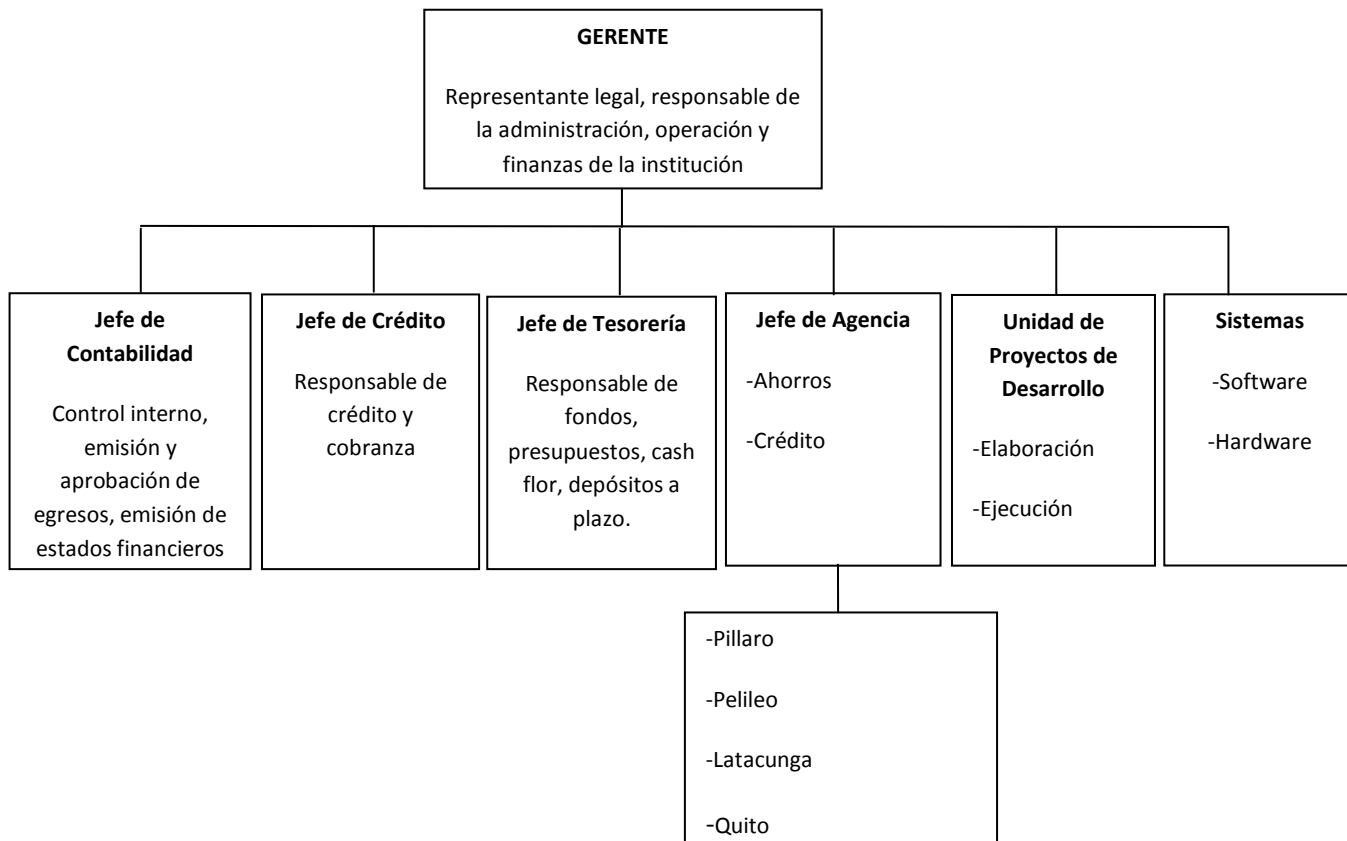 GERENTE
Representante legal, responsable de
la administración, operación y
finanzas de la institución
Jefe de
Contabilidad
Control interno,
emisión y
aprobación de
egresos, emisión de
estados financieros
Jefe de Crédito
Responsable de
crédito y
cobranza
Jefe de Tesorería
Responsable de
fondos,
presupuestos, cash
flor, depósitos a
plazo.
Jefe de Agencia
-Ahorros
-Crédito
Unidad de
Proyectos de
Desarrollo
-Elaboración
-Ejecución
Sistemas
-Software
-Hardware
-Pillaro
-Pelileo
-Latacunga
-Quito